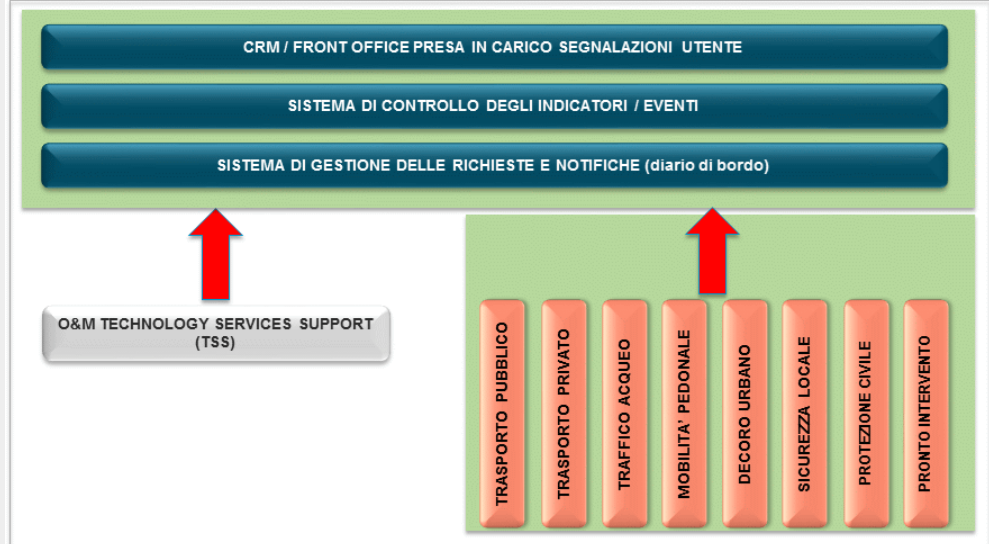 CRM / FRONT OFFICE PRESA IN CARICO SEGNALAZIONI UTENTE
SISTEMA DI CONTROLLO DEGLI INDICATORI / EVENTI
SISTEMA DI GESTIONE DELLE RICHIESTE E NOTIFICHE (diario di bordo)
O&M TECHNOLOGY SERVICES SUPPORT
(TSS)
TRASPORTO PUBBLICO
TRASPORTO PRIVATO
TRAFFICO ACQUEO
MOBILITA' PEDONALE
DECORO URBANO
SICUREZZA LOCALE
PROTEZIONE CIVILE
PRONTO INTERVENTO